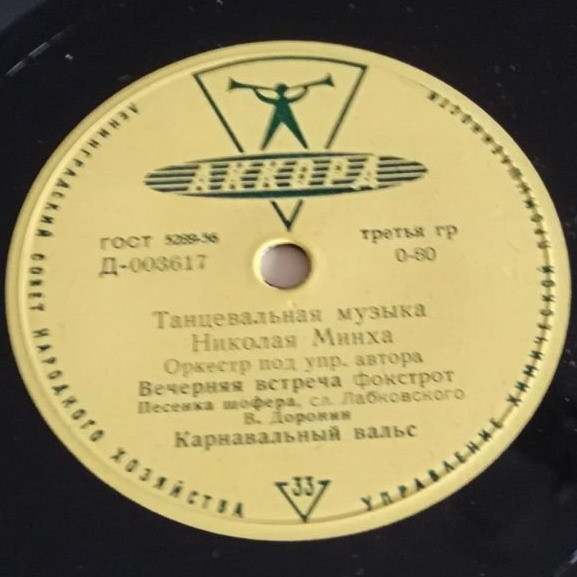 ЛЕНИНГРАДСКИЙ СОВЕТ НАРОДНОГО ХОЗЯЙСТВА
УПРАВЛЕНИЕ ХИМИЧЕСКОЙ ПРОМЫШЛЕННОСТИ
АККОРД
ГОСТ 5289-56
третья гр
Д-003617
0-80
Танцевальная музыка
Николая Минха
Оркестр под упр. автора
Вечерняя встреча фокстрот
Песенка шофера, сл. Лабковского
В. Доронин
Карнавальный вальс
33